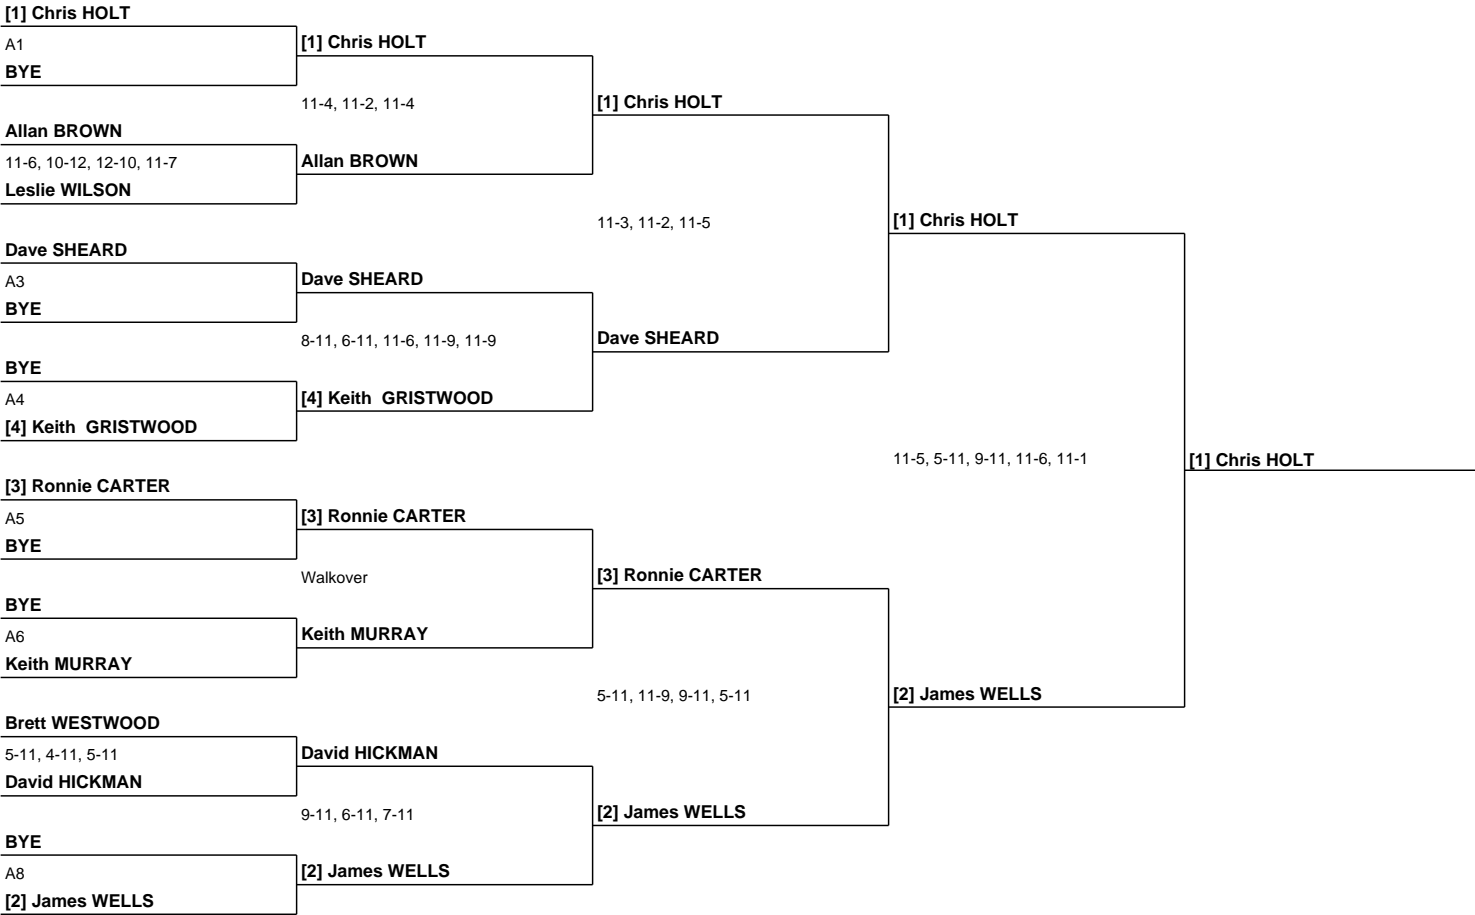 [1] Chris HOLT
A1
BYE
Allan BROWN
11-6, 10-12, 12-10, 11-7
Leslie WILSON
Dave SHEARD
A3
BYE
BYE
A4
[4] Keith  GRISTWOOD
[3] Ronnie CARTER
A5
BYE
BYE
A6
Keith MURRAY
Brett WESTWOOD
5-11, 4-11, 5-11
David HICKMAN
BYE
A8
[2] James WELLS
[1] Chris HOLT
11-4, 11-2, 11-4
Allan BROWN
Dave SHEARD
8-11, 6-11, 11-6, 11-9, 11-9
[4] Keith  GRISTWOOD
[3] Ronnie CARTER
Walkover
Keith MURRAY
David HICKMAN
9-11, 6-11, 7-11
[2] James WELLS
[1] Chris HOLT
11-3, 11-2, 11-5
Dave SHEARD
[3] Ronnie CARTER
5-11, 11-9, 9-11, 5-11
[2] James WELLS
[1] Chris HOLT
11-5, 5-11, 9-11, 11-6, 11-1
[2] James WELLS
[1] Chris HOLT